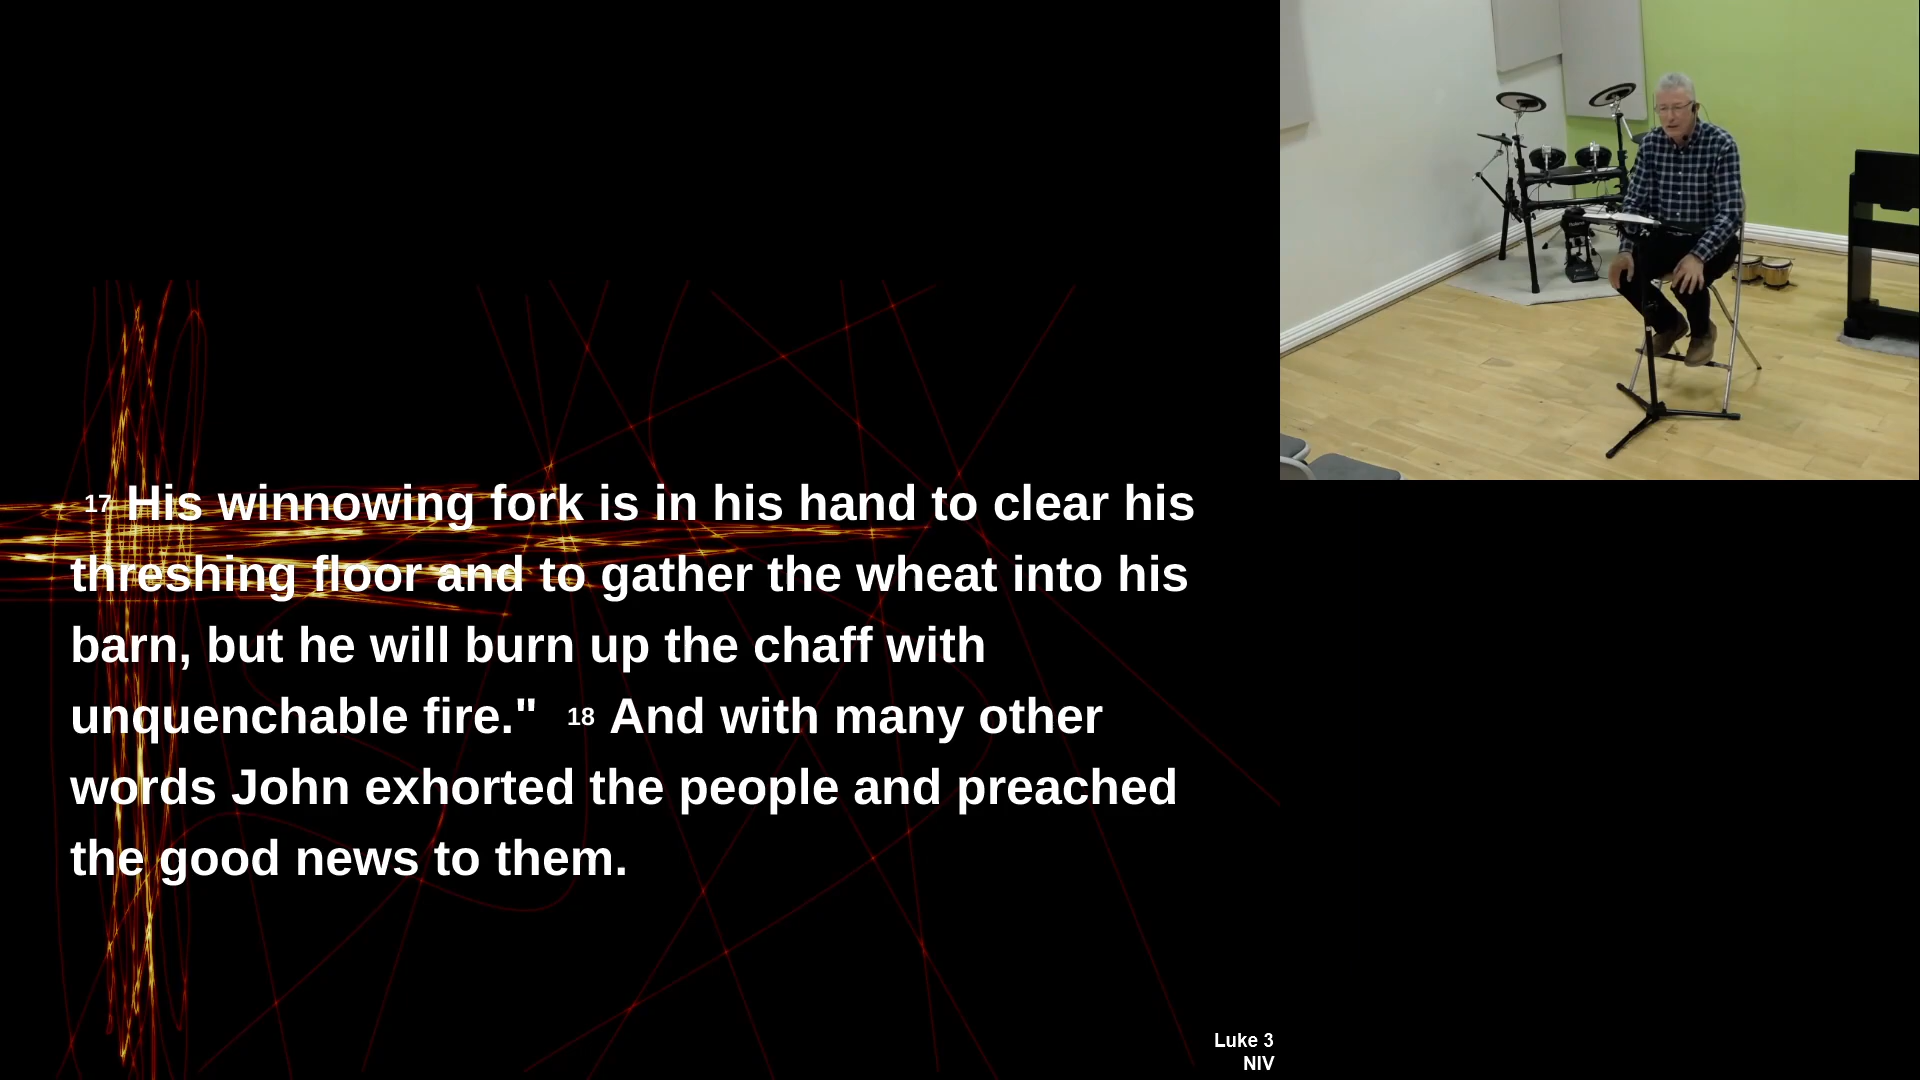 17 His winnowing fork is in his hand to clear his
threshing floor and to gather the wheat into his
barn, but he will burn up the chaff with
unquenchable fire." 18 And with many other
words John exhorted the people and preached
the good news to them.
Luke 3
NIV